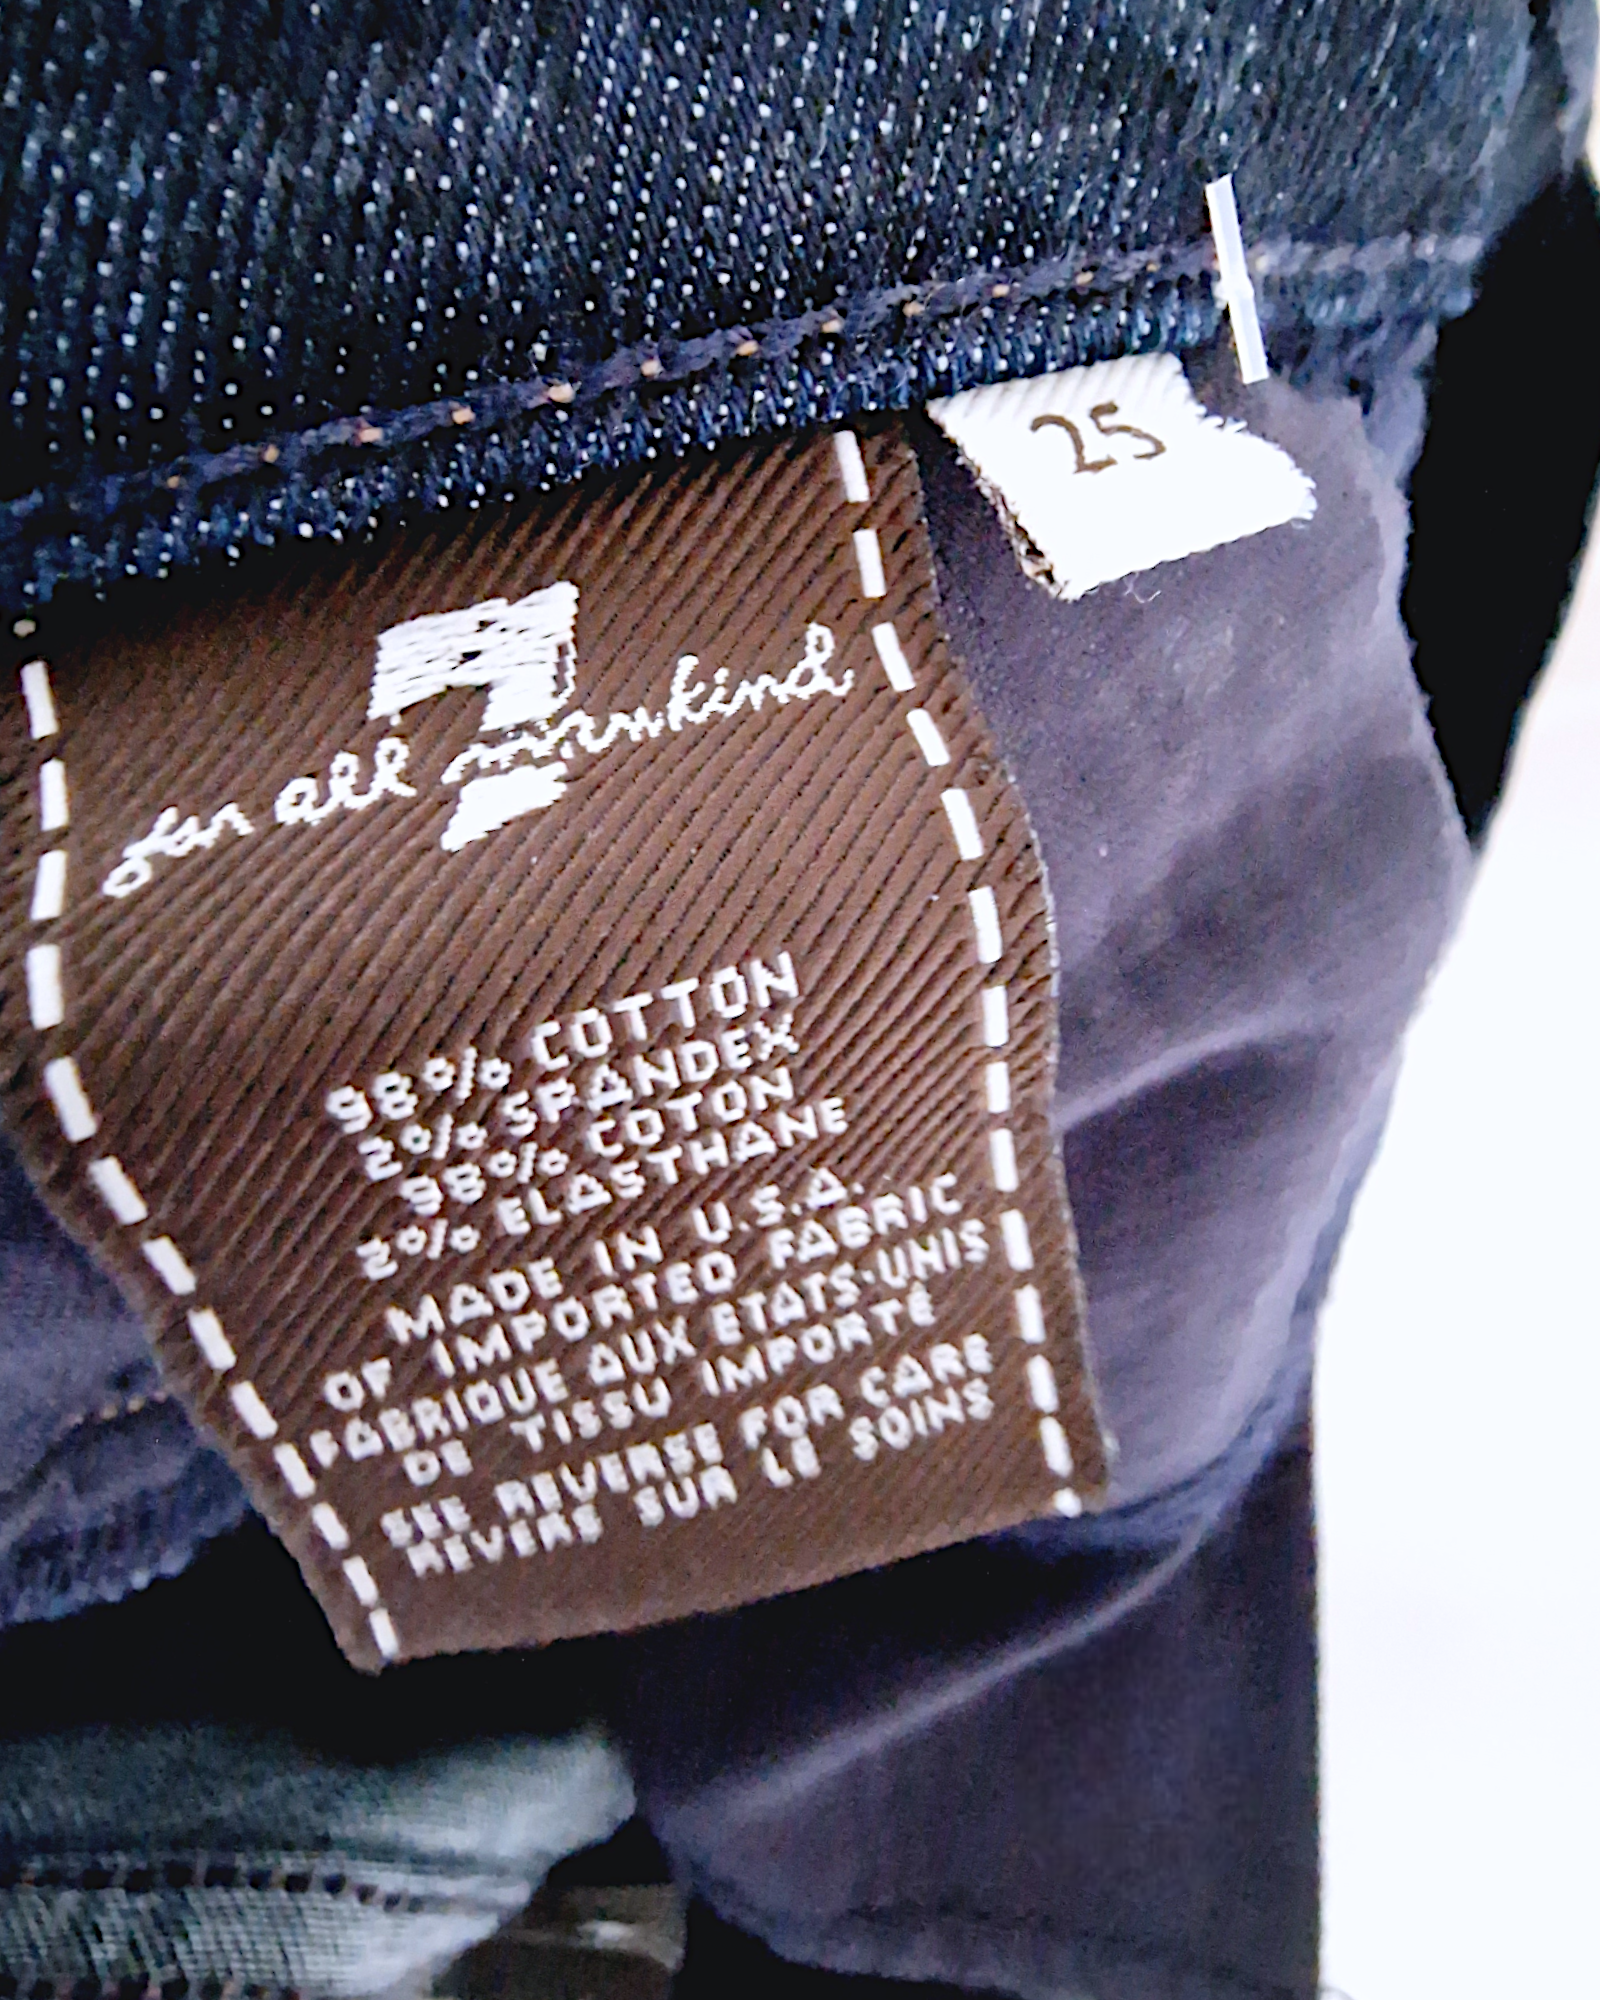 25
7
for all mankind
98% COTTON
2% SPANDEX
98% COTON
2% ELASTHANE
MADE IN U.S.A.
OF IMPORTED FABRIC
FABRIQUE AUX ETATS-UNIS
DE TISSU IMPORTÉ
SEE REVERSE FOR CARE
REVERS SUR LE SOINS